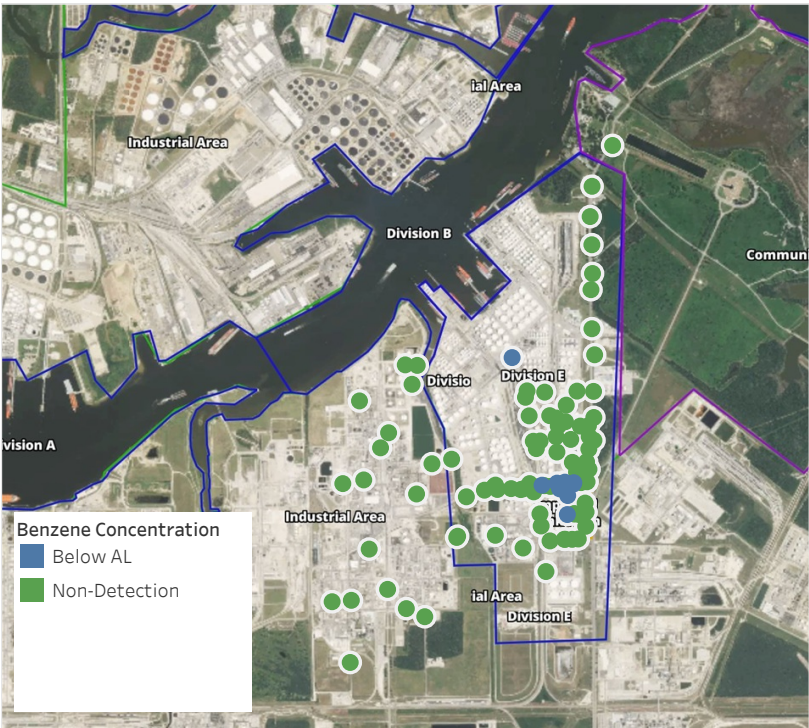 ial Area
Industrial Area
Division B
Communi
Divisio
Division E
ivision A
Industrial Area
Benzene Concentration
Below AL
Non-Detection
ial Area
Division E